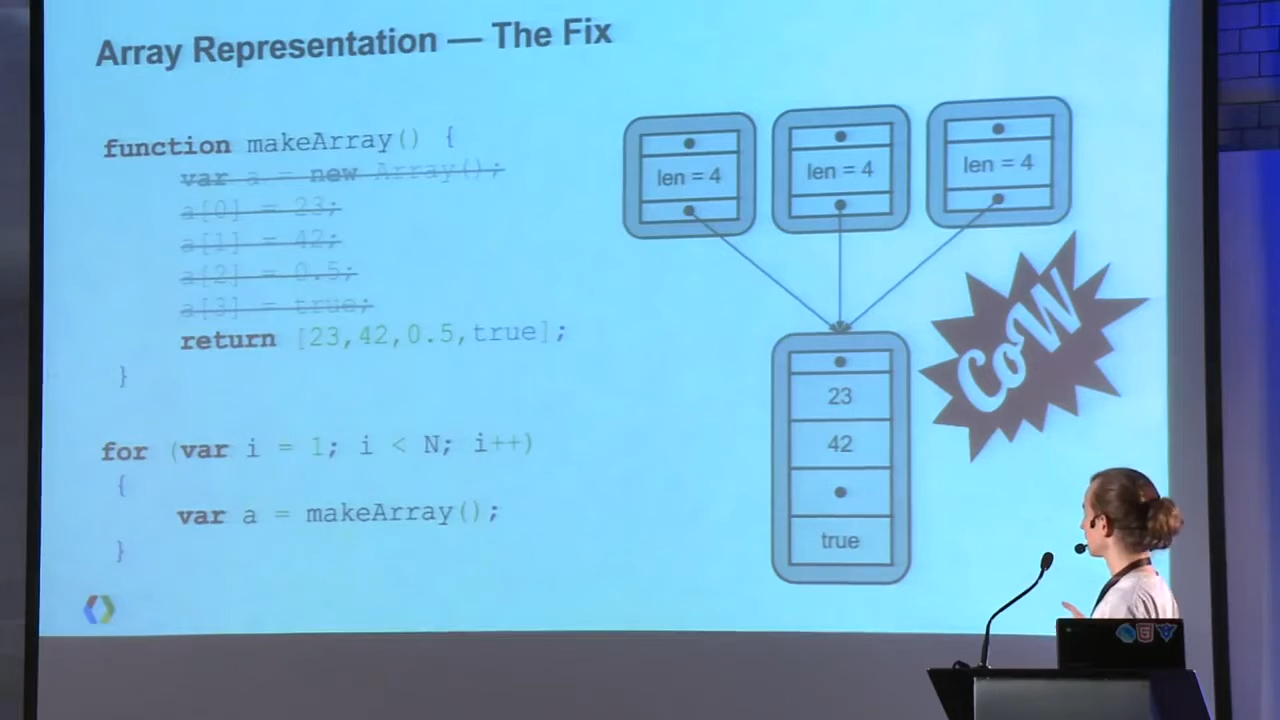 Array Representation — The Fix
function makeArray() {
var a = new Array();
a[0] = 23;
a[1] = 42;
a[2] = 0.5;
a[3] = true;
return [23,42,0.5,true];
}
for (var i = 1; i < N; i++)
{
var a = makeArray();
}
len = 4
len = 4
len = 4
CoW
23
42
true